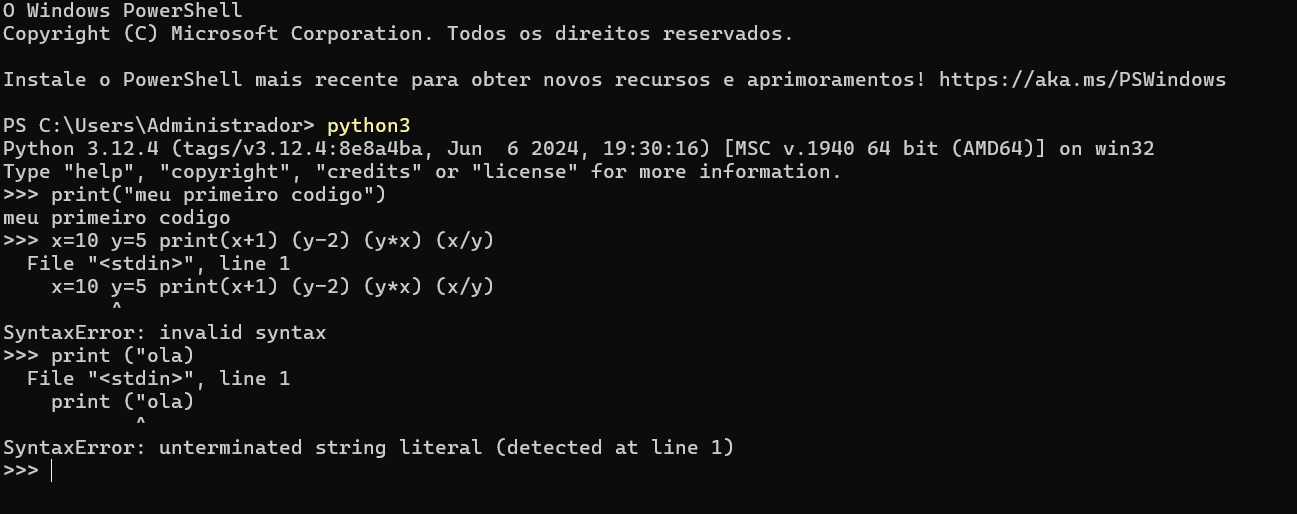 O Windows PowerShell
Copyright (C) Microsoft Corporation. Todos os direitos reservados.
Instale o PowerShell mais recente para obter novos recursos e aprimoramentos! https://aka.ms/PSWindows
PS C:\Users\Administrador> python3
Python 3.12.4 (tags/v3.12.4:8e8a4ba, Jun  6 2024, 19:30:16) [MSC v.1940 64 bit (AMD64)] on win32
Type "help", "copyright", "credits" or "license" for more information.
>>> print("meu primeiro codigo")
meu primeiro codigo
>>> x=10 y=5 print(x+1) (y-2) (y*x) (x/y)
  File "<stdin>", line 1
    x=10 y=5 print(x+1) (y-2) (y*x) (x/y)
         ^
SyntaxError: invalid syntax
>>> print ("ola)
  File "<stdin>", line 1
    print ("ola)
           ^
SyntaxError: unterminated string literal (detected at line 1)
>>>